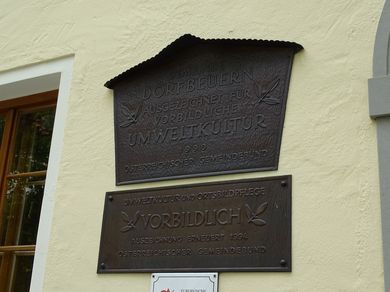 DORFBEUERN
AUSGEZEICHNET FÜR
VORBILDLICHE
UMWELTKULTUR
1990
ÖSTERREICHISCHER GEMEINDEBUND
UMWELTKULTUR UND ORTSBILDPFLEGE
VORBILDLICH
AUSZEICHNUNG ERNEUERT 1994
ÖSTERREICHISCHER GEMEINDEBUND